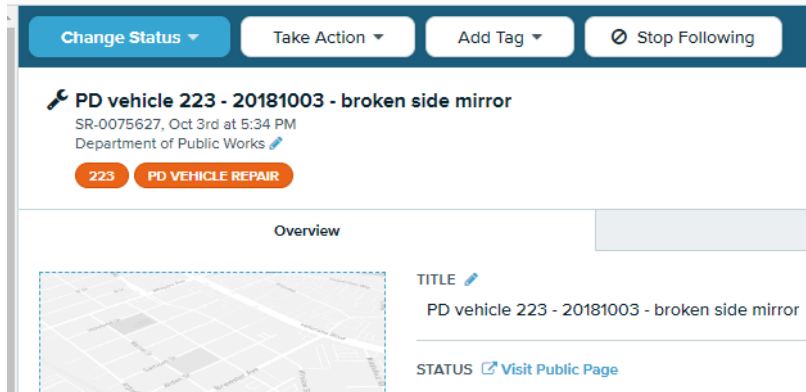 Change Status
Take Action
Add Tag
Stop Following
PD vehicle 223 - 20181003 - broken side mirror
SR-0075627, Oct 3rd at 5:34 PM
Department of Public Works
223
PD VEHICLE REPAIR
Overview
TITLE
PD vehicle 223 - 20181003 - broken side mirror
STATUS Visit Public Page